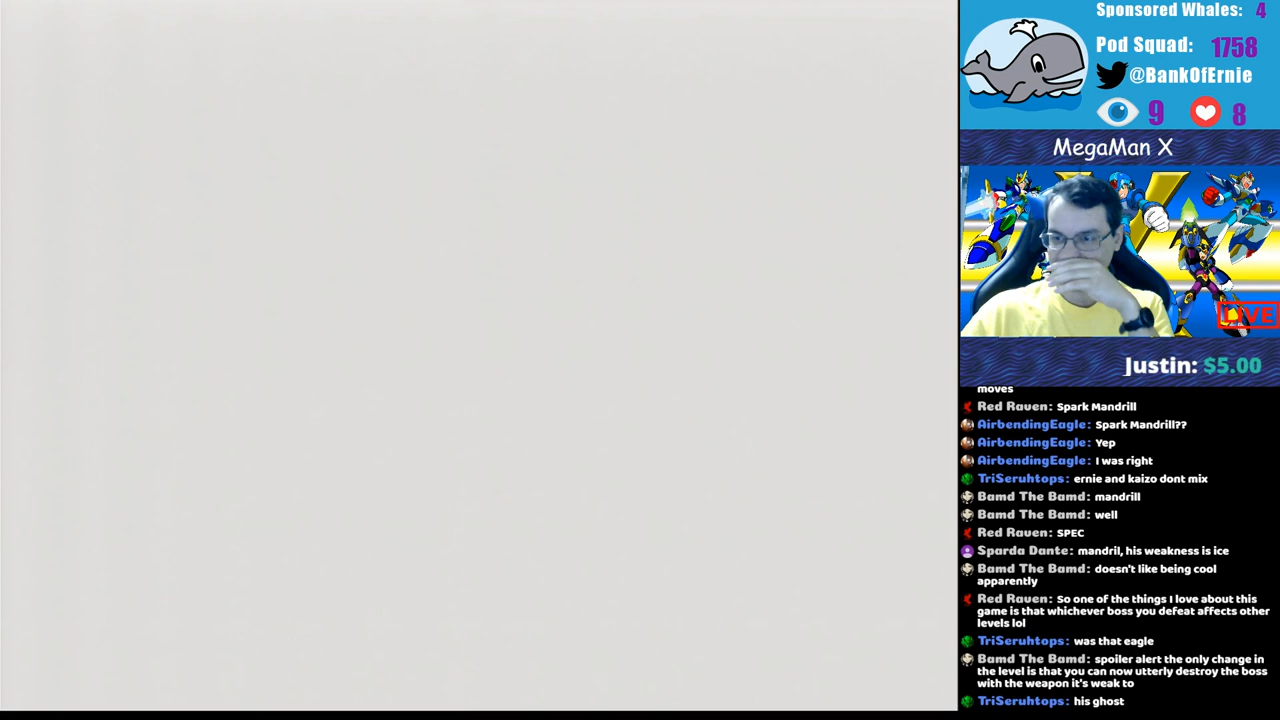 Sponsored Whales: 4
Pod Squad: 1758
@BankOfErnie
9 8
MegaMan X
LIVE
Justin: $5.00
moves
Red Raven: Spark Mandrill
AirbendingEagle: Spark Mandrill??
AirbendingEagle: Yep
AirbendingEagle: I was right
TriSeruhtops: ernie and kaizo dont mix
Bamd The Bamd: mandrill
Bamd The Bamd: well
Red Raven: SPEC
Sparda Dante: mandril, his weakness is ice
Bamd The Bamd: doesn't like being cool
apparently
Red Raven: So one of the things I love about this
game is that whichever boss you defeat affects other
levels lol
TriSeruhtops: was that eagle
Bamd The Bamd: spoiler alert the only change in
the level is that you can now utterly destroy the boss
with the weapon it's weak to
TriSeruhtops: his ghost